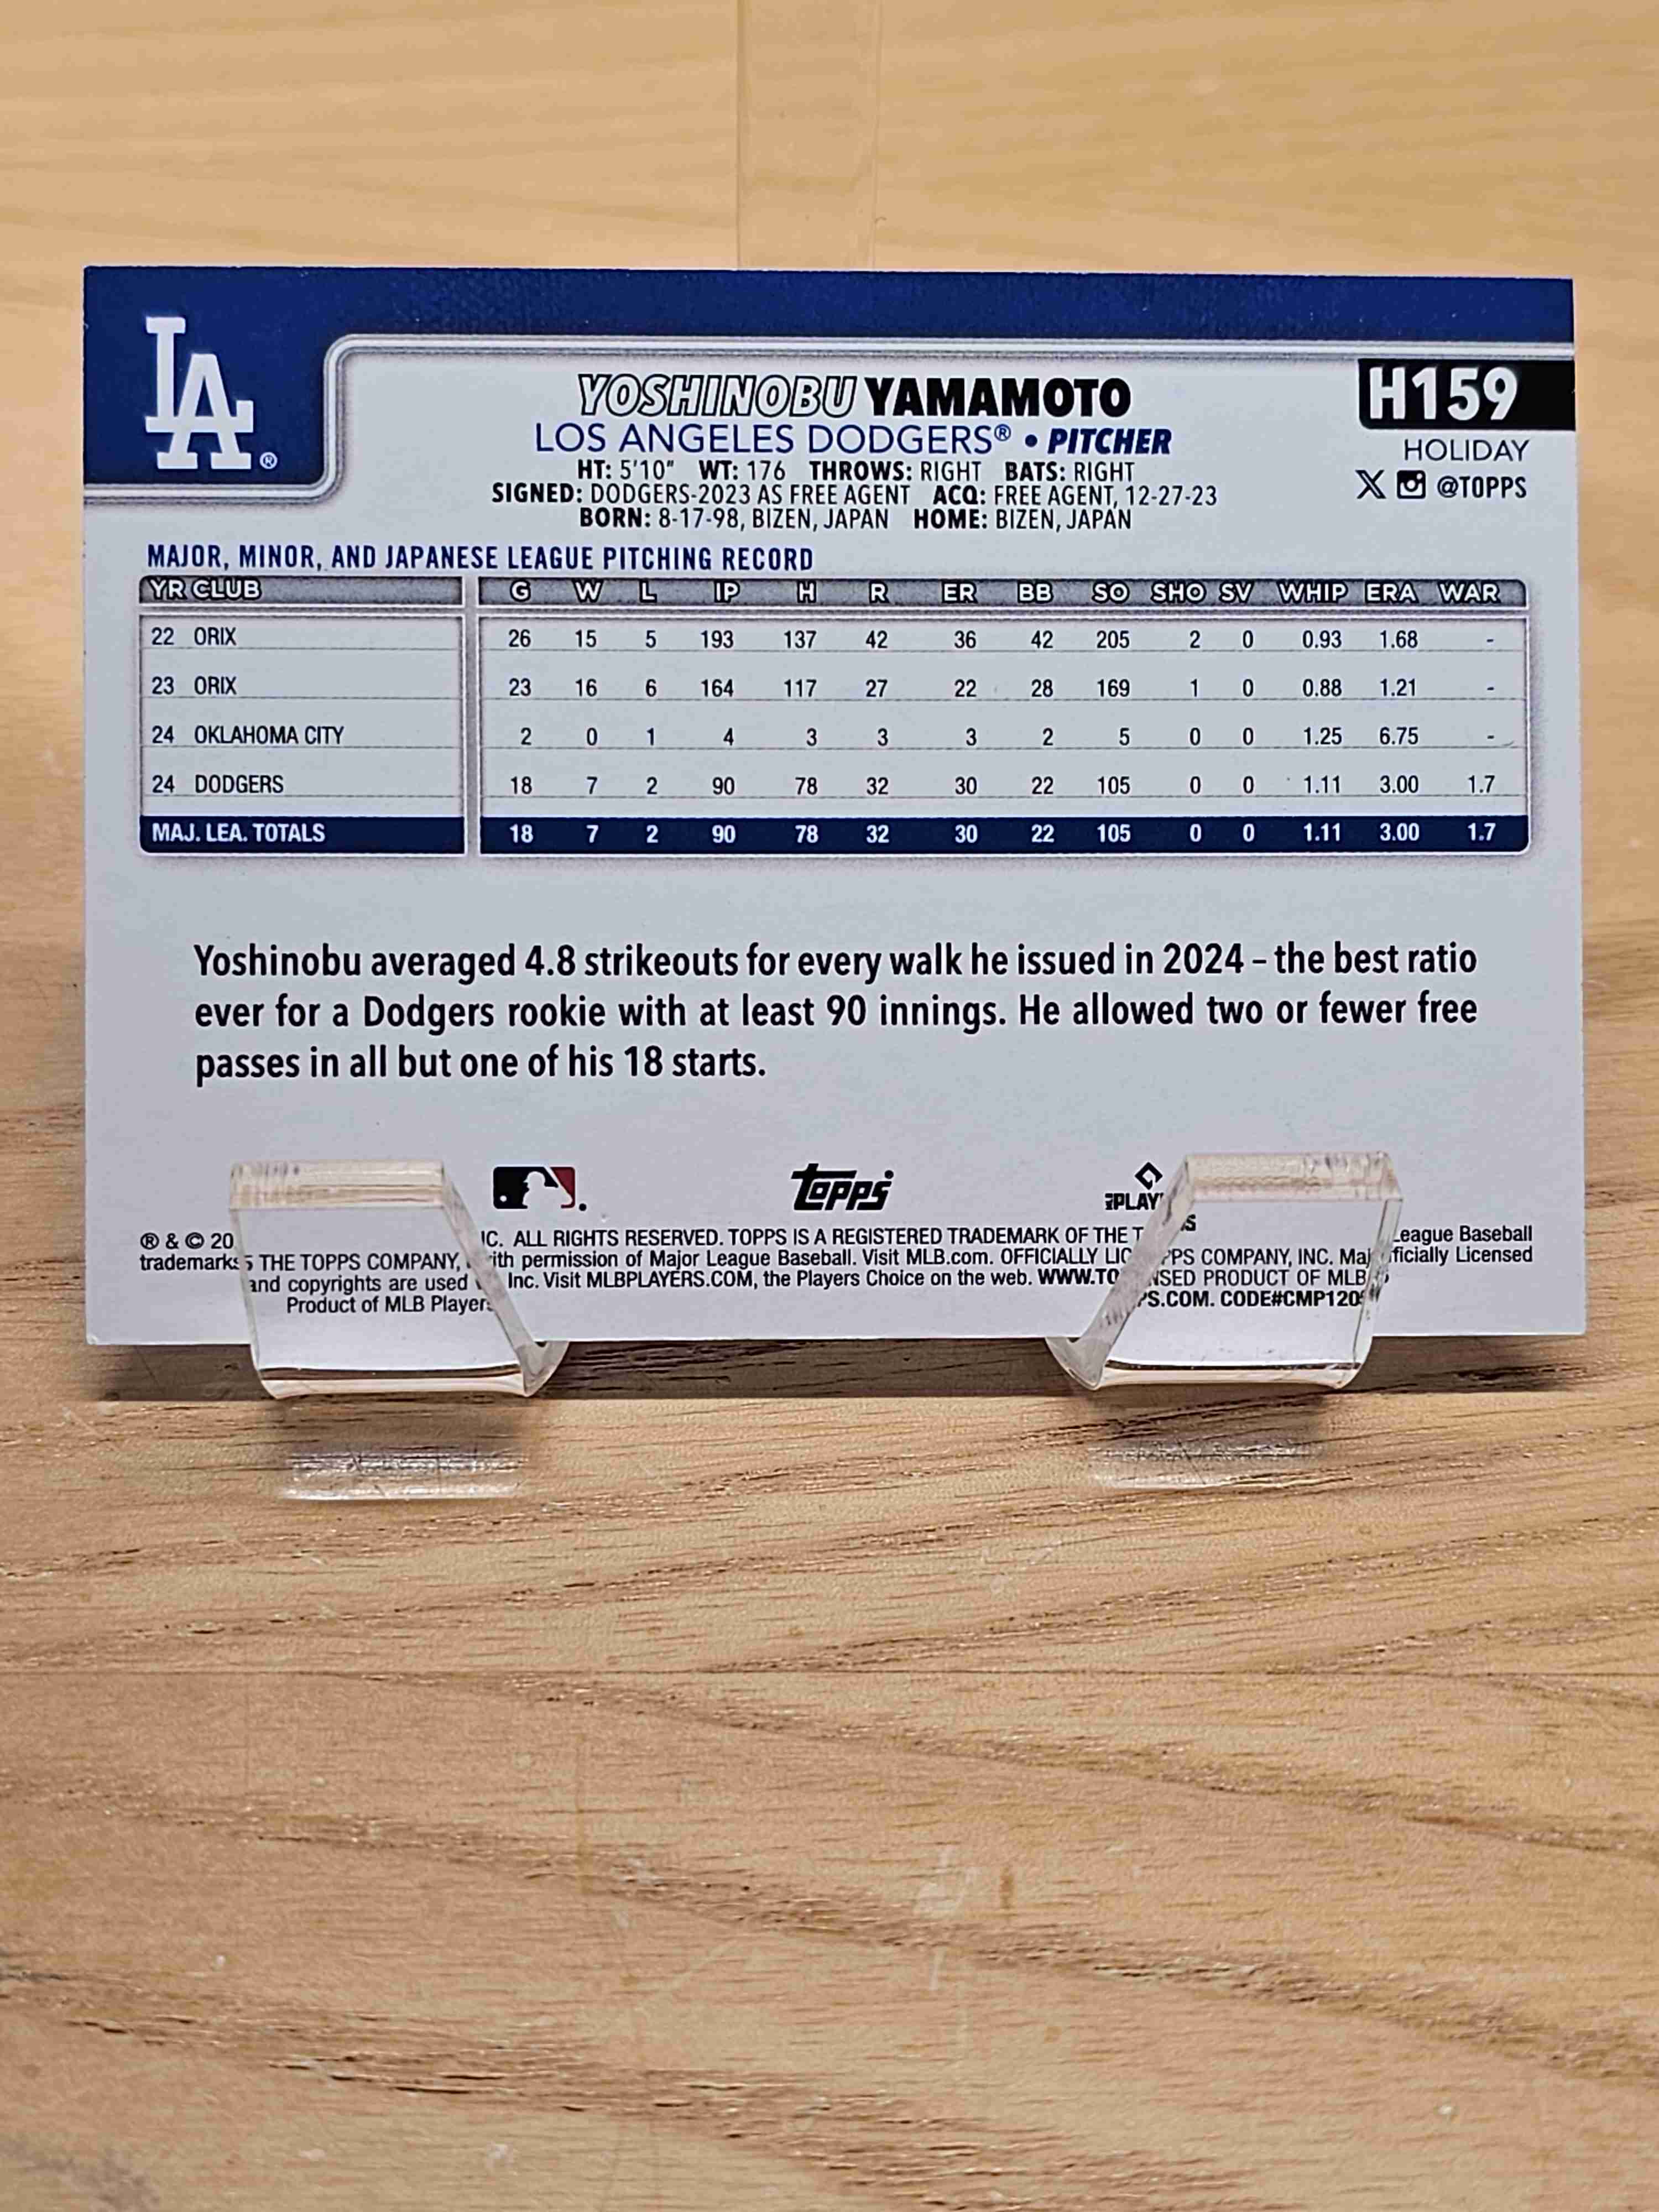 LA®
YOSHINOBU YAMAMOTO
H159
LOS ANGELES DODGERS® • PITCHER
HOLIDAY
HT: 5'10" WT: 176 THROWS: RIGHT BATS: RIGHT
@TOPPS
SIGNED: DODGERS-2023 AS FREE AGENT ACQ: FREE AGENT, 12-27-23
BORN: 8-17-98, BIZEN, JAPAN HOME: BIZEN, JAPAN
MAJOR, MINOR, AND JAPANESE LEAGUE PITCHING RECORD
YR CLUB G W L IP H R ER BB SO SHO SV WHIP ERA WAR
22 ORIX 26 15 5 193 137 42 36 42 205 2 0 0.93 1.68 -
23 ORIX 23 16 6 164 117 27 22 28 169 1 0 0.88 1.21 -
24 OKLAHOMA CITY 2 0 1 4 3 3 3 2 5 0 0 1.25 6.75 -
24 DODGERS 18 7 2 90 78 32 30 22 105 0 0 1.11 3.00 1.7
MAJ. LEA. TOTALS 18 7 2 90 78 32 30 22 105 0 0 1.11 3.00 1.7
Yoshinobu averaged 4.8 strikeouts for every walk he issued in 2024 – the best ratio
ever for a Dodgers rookie with at least 90 innings. He allowed two or fewer free
passes in all but one of his 18 starts.
topps
® & © THE TOPPS COMPANY, ALL RIGHTS RESERVED. TOPPS IS A REGISTERED TRADEMARK OF THE COMPANY, INC. League Baseball
trademarks and copyrights are used with permission of Major League Baseball. Visit MLB.com. OFFICIALLY PRODUCT OF MLB Licensed
Product of MLB Inc. Visit MLBPLAYERS.COM, the Players Choice on the web. CODE#CMP120